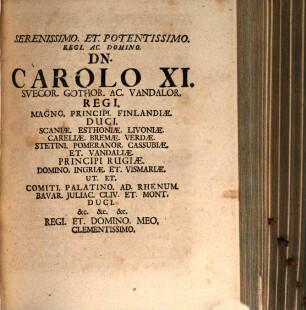 SERENISSIMO. ET. POTENTISSIMO.
REGI. AC. DOMINO.
DN.
CAROLO XI.
SVECOR. GOTHOR. AC. VANDALOR.
REGI,
MAGNO. PRINCIPI. FINLANDIÆ.
DUCI.
SCANIÆ. ESTHONIÆ. LIVONIÆ.
CARELIÆ. BREMÆ. VERDÆ.
STETINI. POMERANOR. CASSUBIÆ,
ET. VANDALIÆ.
PRINCIPI RUGIÆ.
DOMINO. INGRIÆ. ET. VISMARIÆ.
UT. ET.
COMITI. PALATINO. AD. RHENUM.
BAVAR. JULIAC. CLIV. ET. MONT.
DUCI.
&c. &c. &c.
REGI. ET. DOMINO. MEO,
CLEMENTISSIMO.